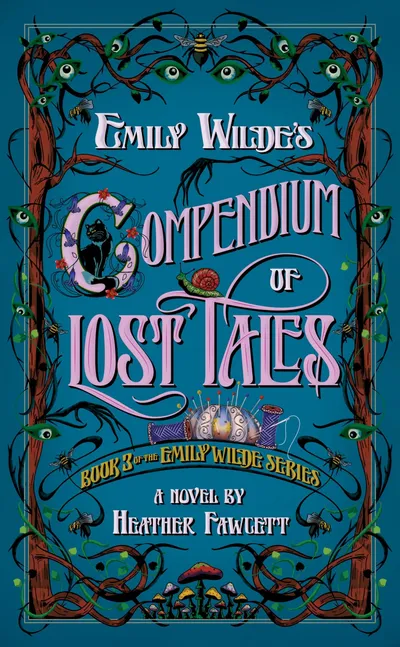 EMILY WILDE'S
COMPENDIUM
OF
LOST TALES
BOOK 3 OF THE EMILY WILDE SERIES
A NOVEL BY
HEATHER FAWCETT